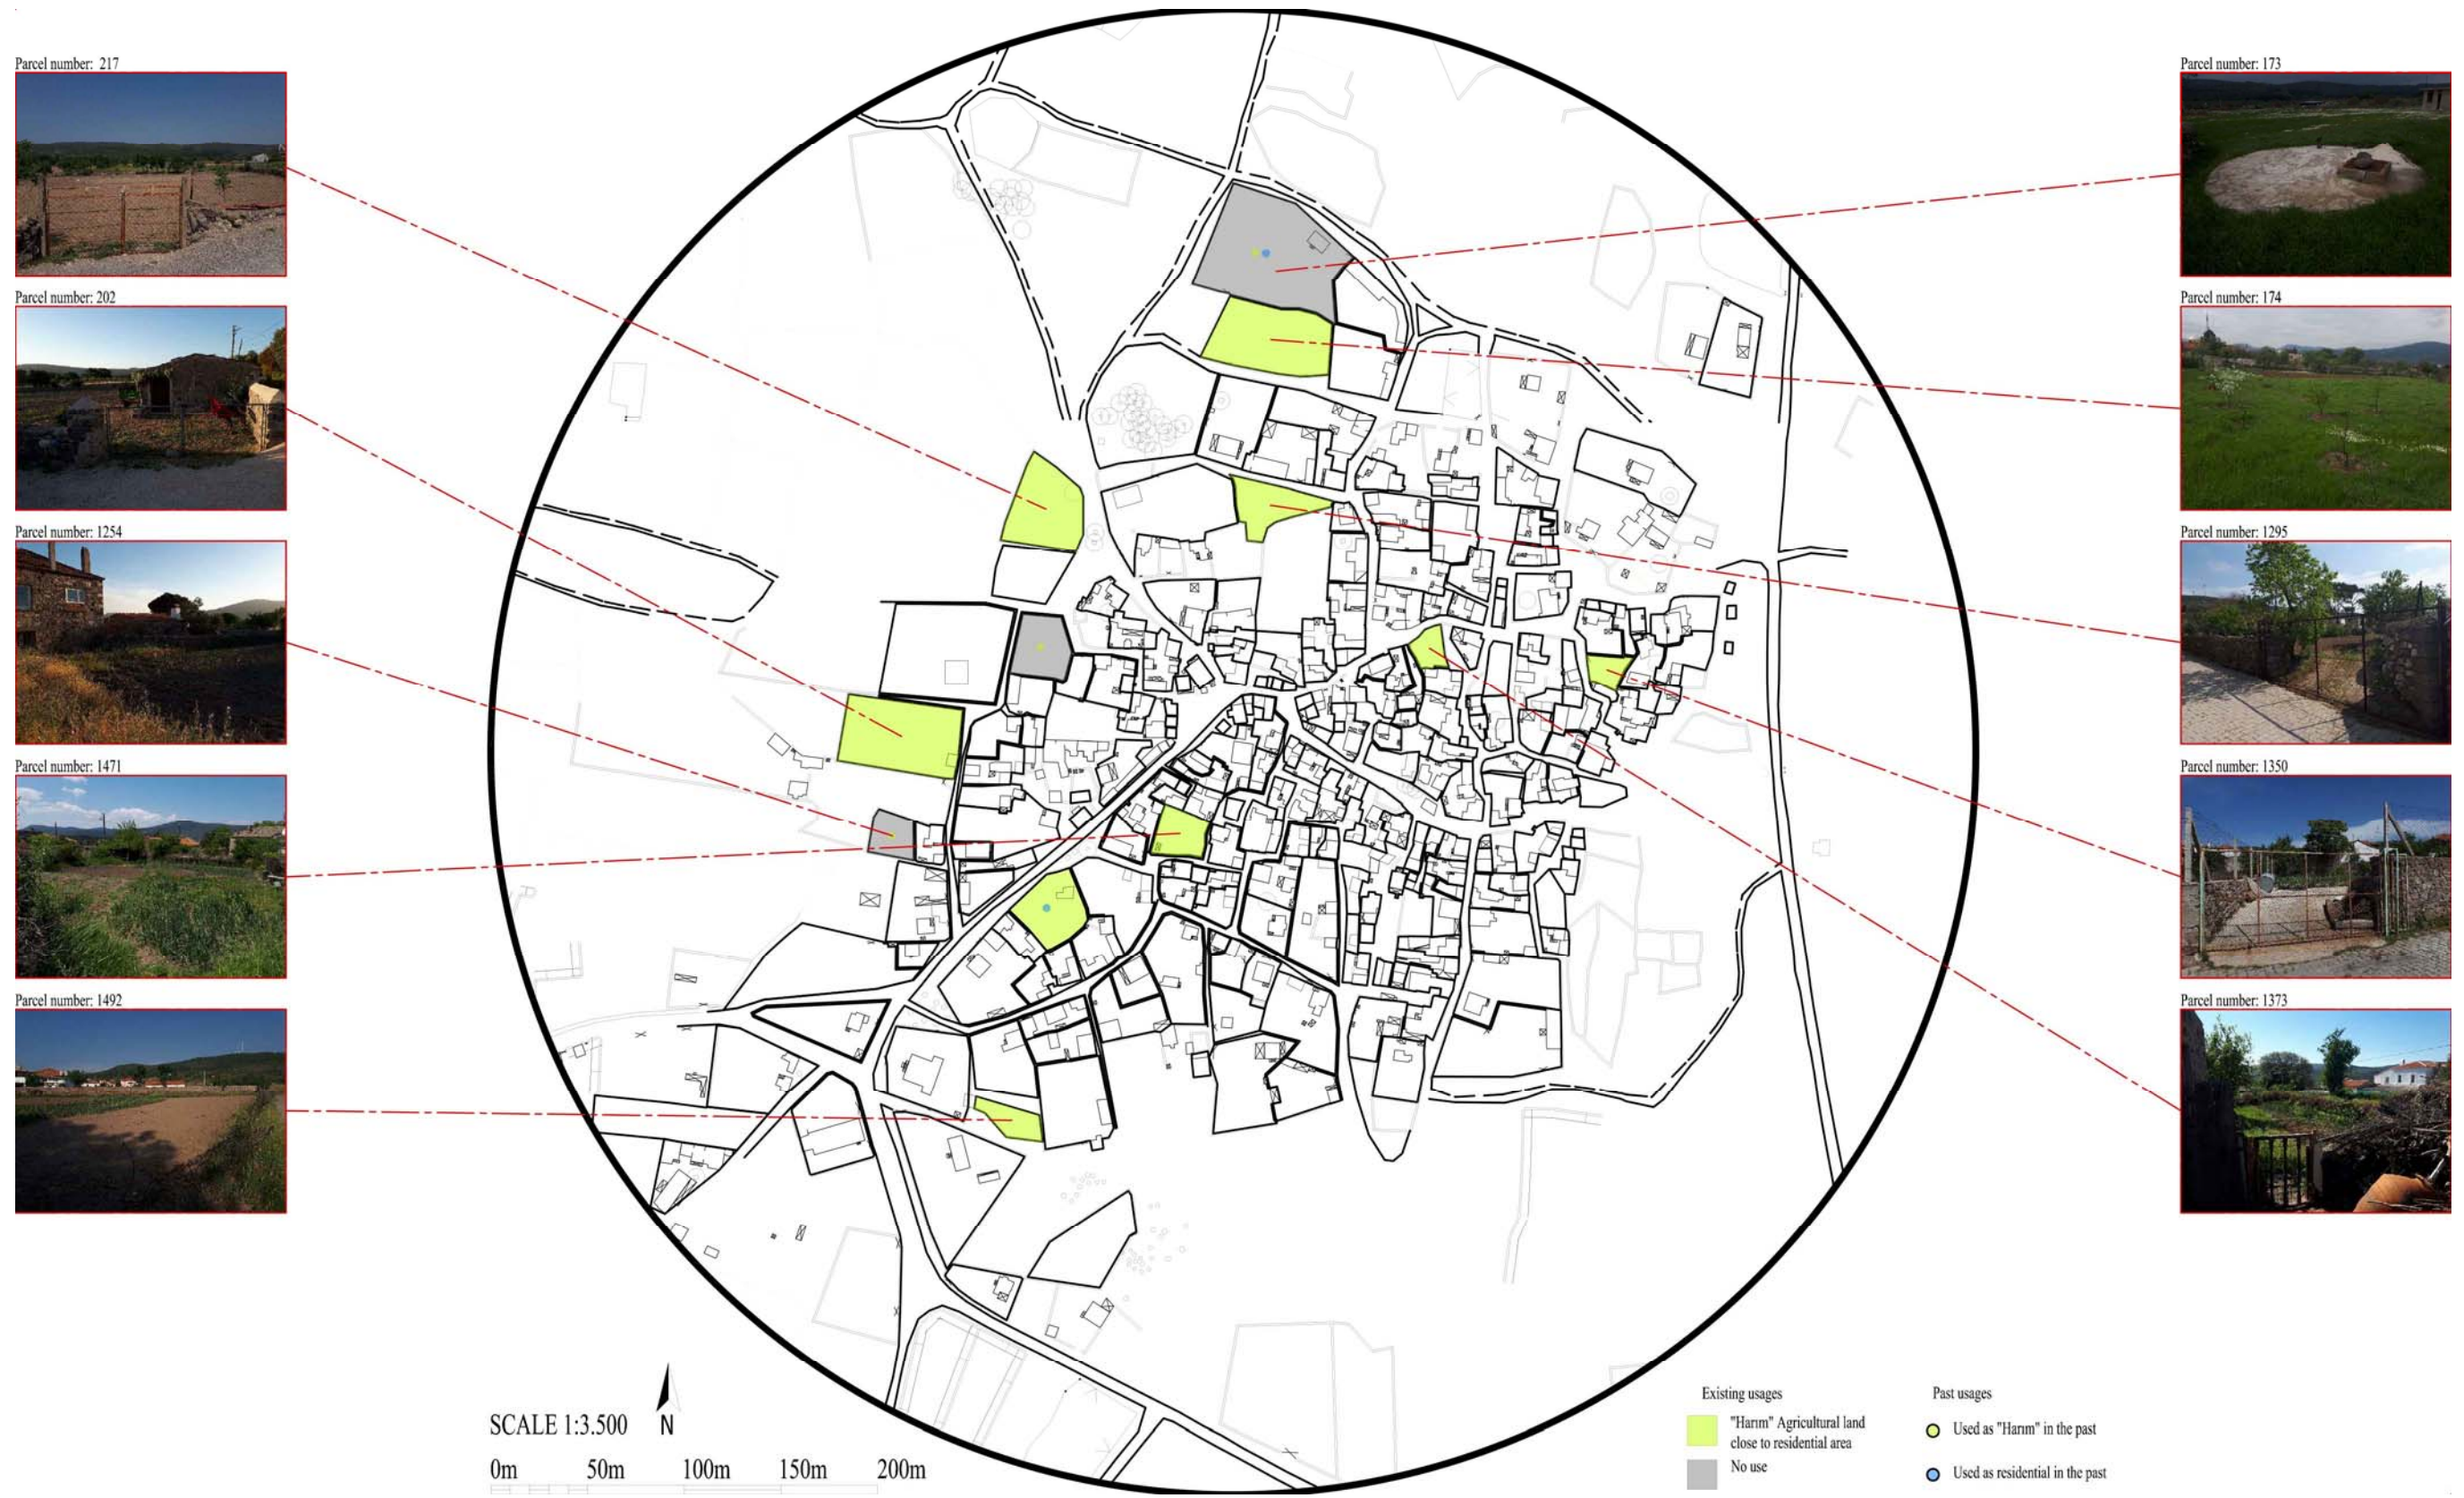 Parcel number: 217
Parcel number: 202
Parcel number: 1254
Parcel number: 1471
Parcel number: 1492
Parcel number: 173
Parcel number: 174
Parcel number: 1295
Parcel number: 1350
Parcel number: 1373
SCALE 1:3.500
N
0m 50m 100m 150m 200m
Existing usages
"Harım" Agricultural land
close to residential area
No use
Past usages
Used as "Harım" in the past
Used as residential in the past